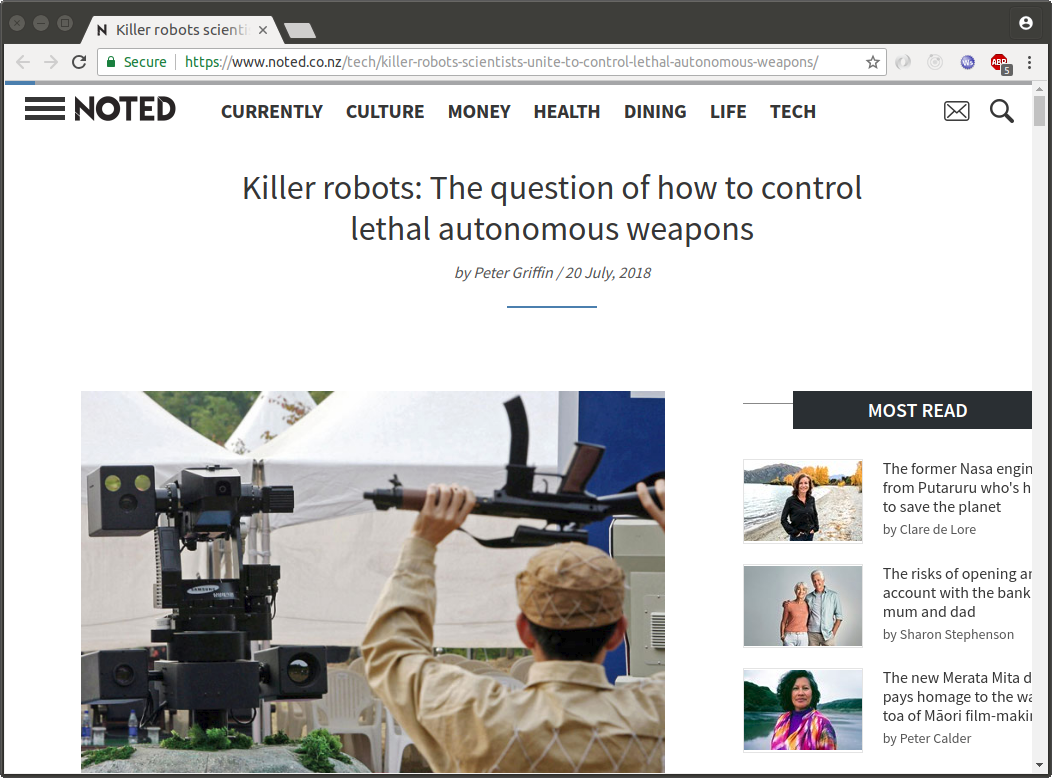 N Killer robots scienti
Secure https://www.noted.co.nz/tech/killer-robots-scientists-unite-to-control-lethal-autonomous-weapons/
Ws ABP 5
NOTED CURRENTLY CULTURE MONEY HEALTH DINING LIFE TECH
Killer robots: The question of how to control
lethal autonomous weapons
by Peter Griffin / 20 July, 2018
SAMSUNG
MOST READ
The former Nasa engin
from Putaruru who's h
to save the planet
by Clare de Lore
The risks of opening an
account with the bank
mum and dad
by Sharon Stephenson
The new Merata Mita d
pays homage to the wa
toa of Māori film-makin
by Peter Calder